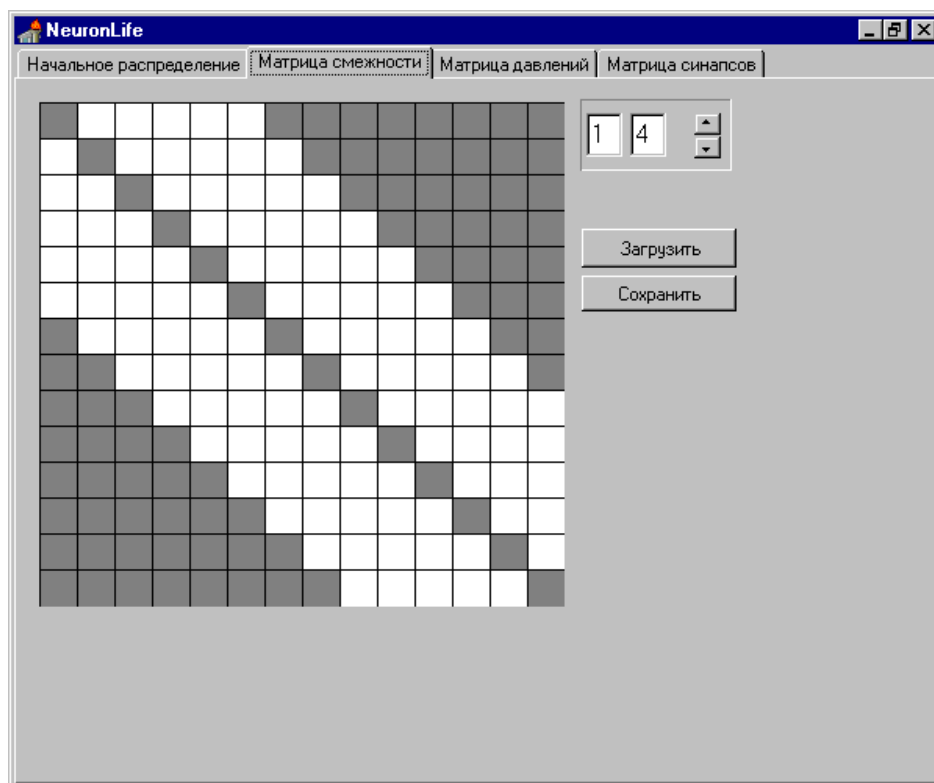 NeuronLife
Начальное распределение Матрица смежности Матрица давлений Матрица синапсов
1 4
Загрузить
Сохранить